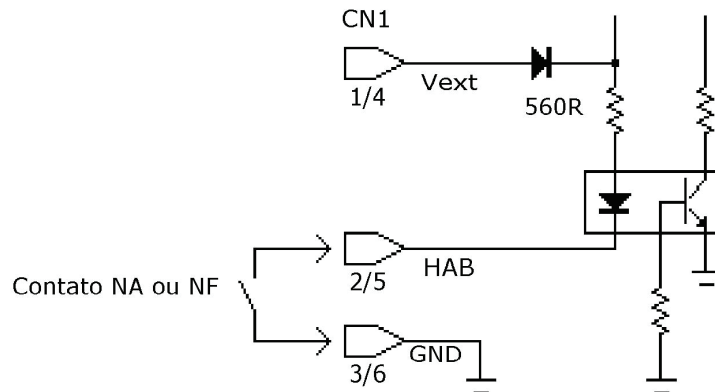 CN1
1/4
Vext
560R
Contato NA ou NF
2/5
HAB
3/6
GND